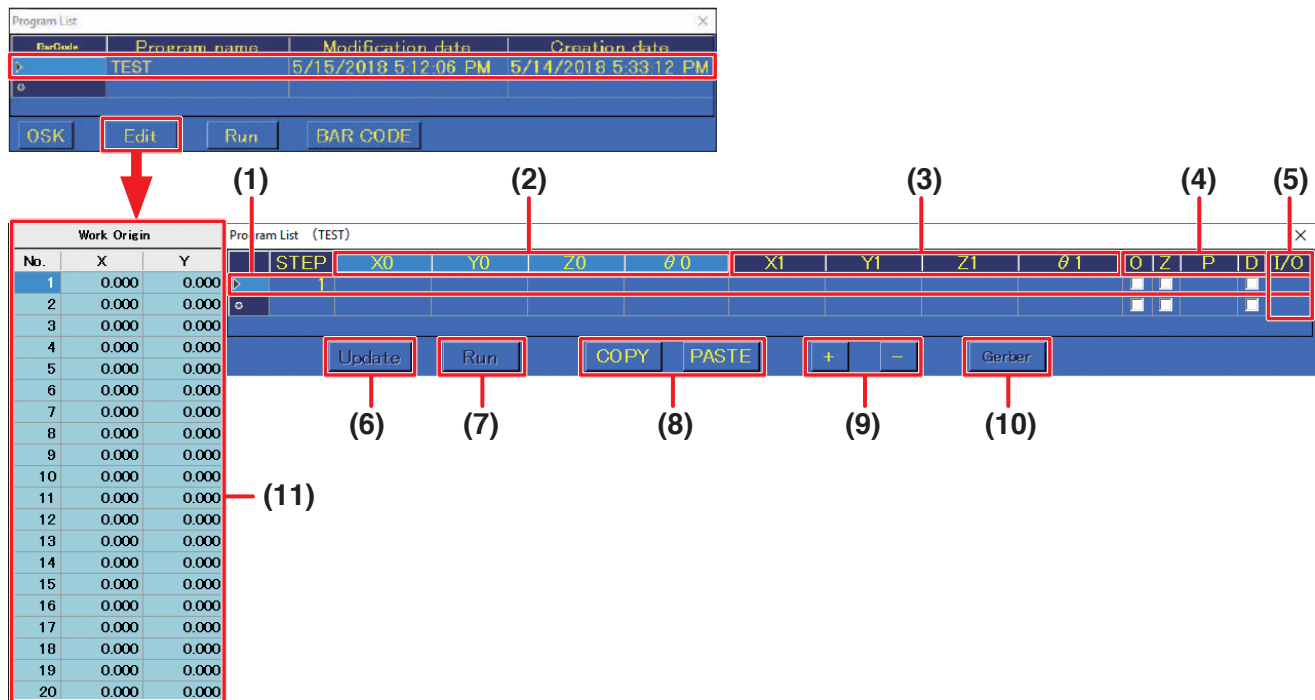 Program List
BarCode Program name Modification date Creation date
TEST 5/15/2018 5:12:06 PM 5/14/2018 5:33:12 PM
OSK Edit Run BAR CODE
(1) (2) (3) (4) (5)
Work Origin
No. X Y
1 0.000 0.000
2 0.000 0.000
3 0.000 0.000
4 0.000 0.000
5 0.000 0.000
6 0.000 0.000
7 0.000 0.000
8 0.000 0.000
9 0.000 0.000
10 0.000 0.000
11 0.000 0.000
12 0.000 0.000
13 0.000 0.000
14 0.000 0.000
15 0.000 0.000
16 0.000 0.000
17 0.000 0.000
18 0.000 0.000
19 0.000 0.000
20 0.000 0.000
(11)
Program List (TEST)
STEP X0 Y0 Z0 θ0 X1 Y1 Z1 θ1 O Z P D I/O
1
Update Run COPY PASTE + - Gerber
(6) (7) (8) (9) (10)